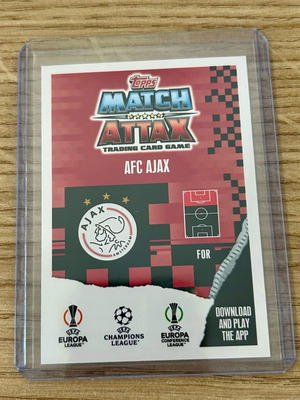 Topps
MATCH
ATTAX
TRADING CARD GAME
AFC AJAX
AJAX
AMSTERDAM
FOR
DOWNLOAD
AND PLAY
THE APP
UEFA
EUROPA
LEAGUE
UEFA
CHAMPIONS
LEAGUE
UEFA
EUROPA
CONFERENCE
LEAGUE